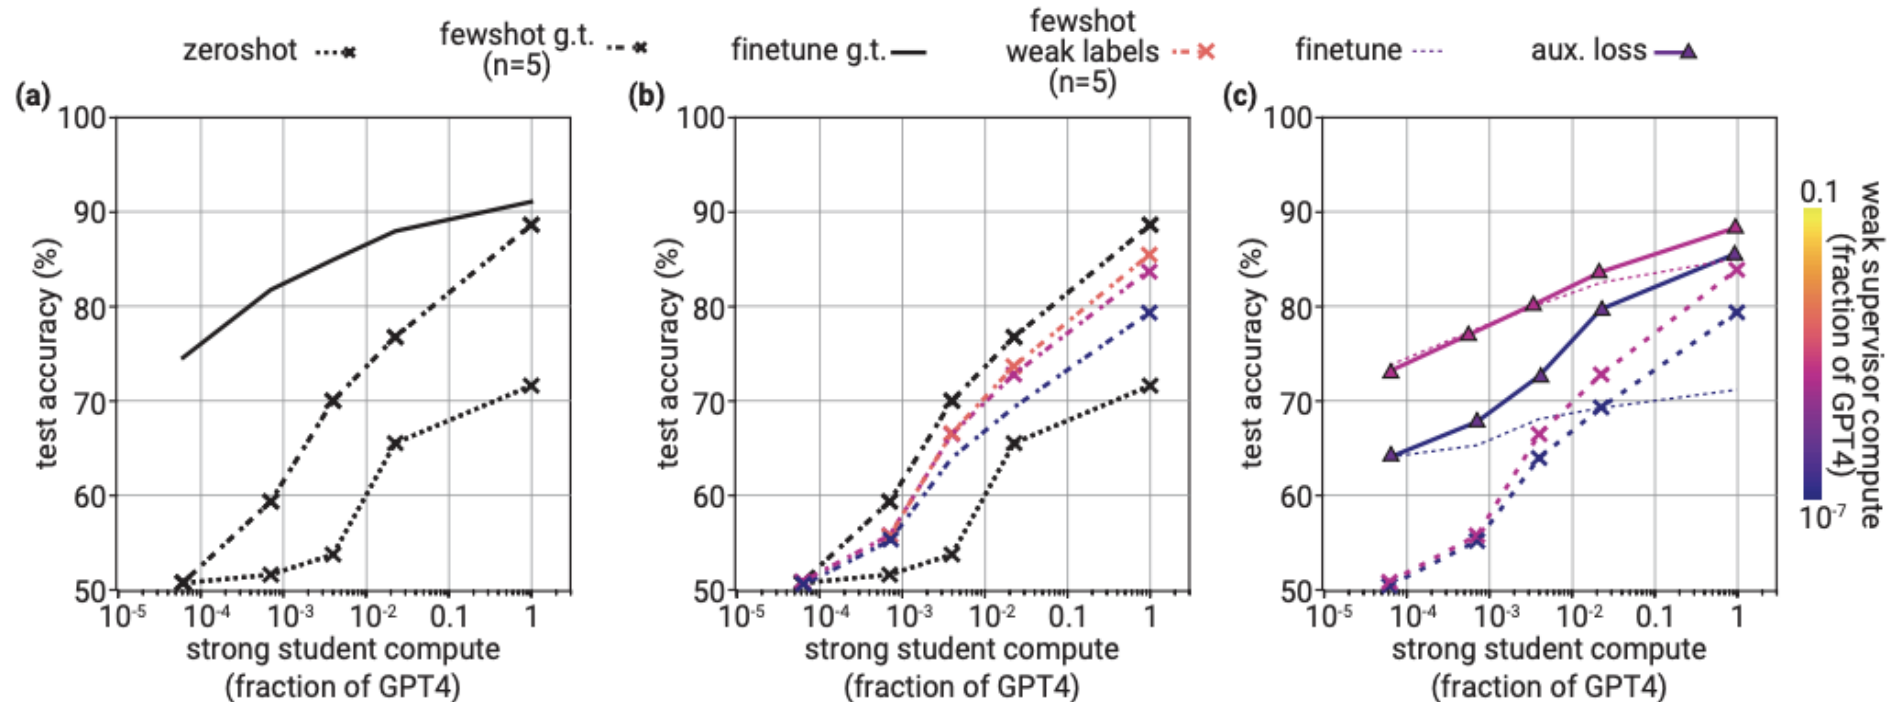 zeroshot
fewshot g.t.
(n=5)
finetune g.t.
fewshot
weak labels
(n=5)
finetune
aux. loss
(a)
100
90
80
70
60
50
10-5
10-4
10-3
10-2
0.1
1
test accuracy (%)
strong student compute
(fraction of GPT4)
(b)
100
90
80
70
60
50
10-5
10-4
10-3
10-2
0.1
1
test accuracy (%)
strong student compute
(fraction of GPT4)
(c)
100
90
80
70
60
50
10-5
10-4
10-3
10-2
0.1
1
test accuracy (%)
strong student compute
(fraction of GPT4)
0.1
10-7
weak supervisor compute
(fraction of GPT4)